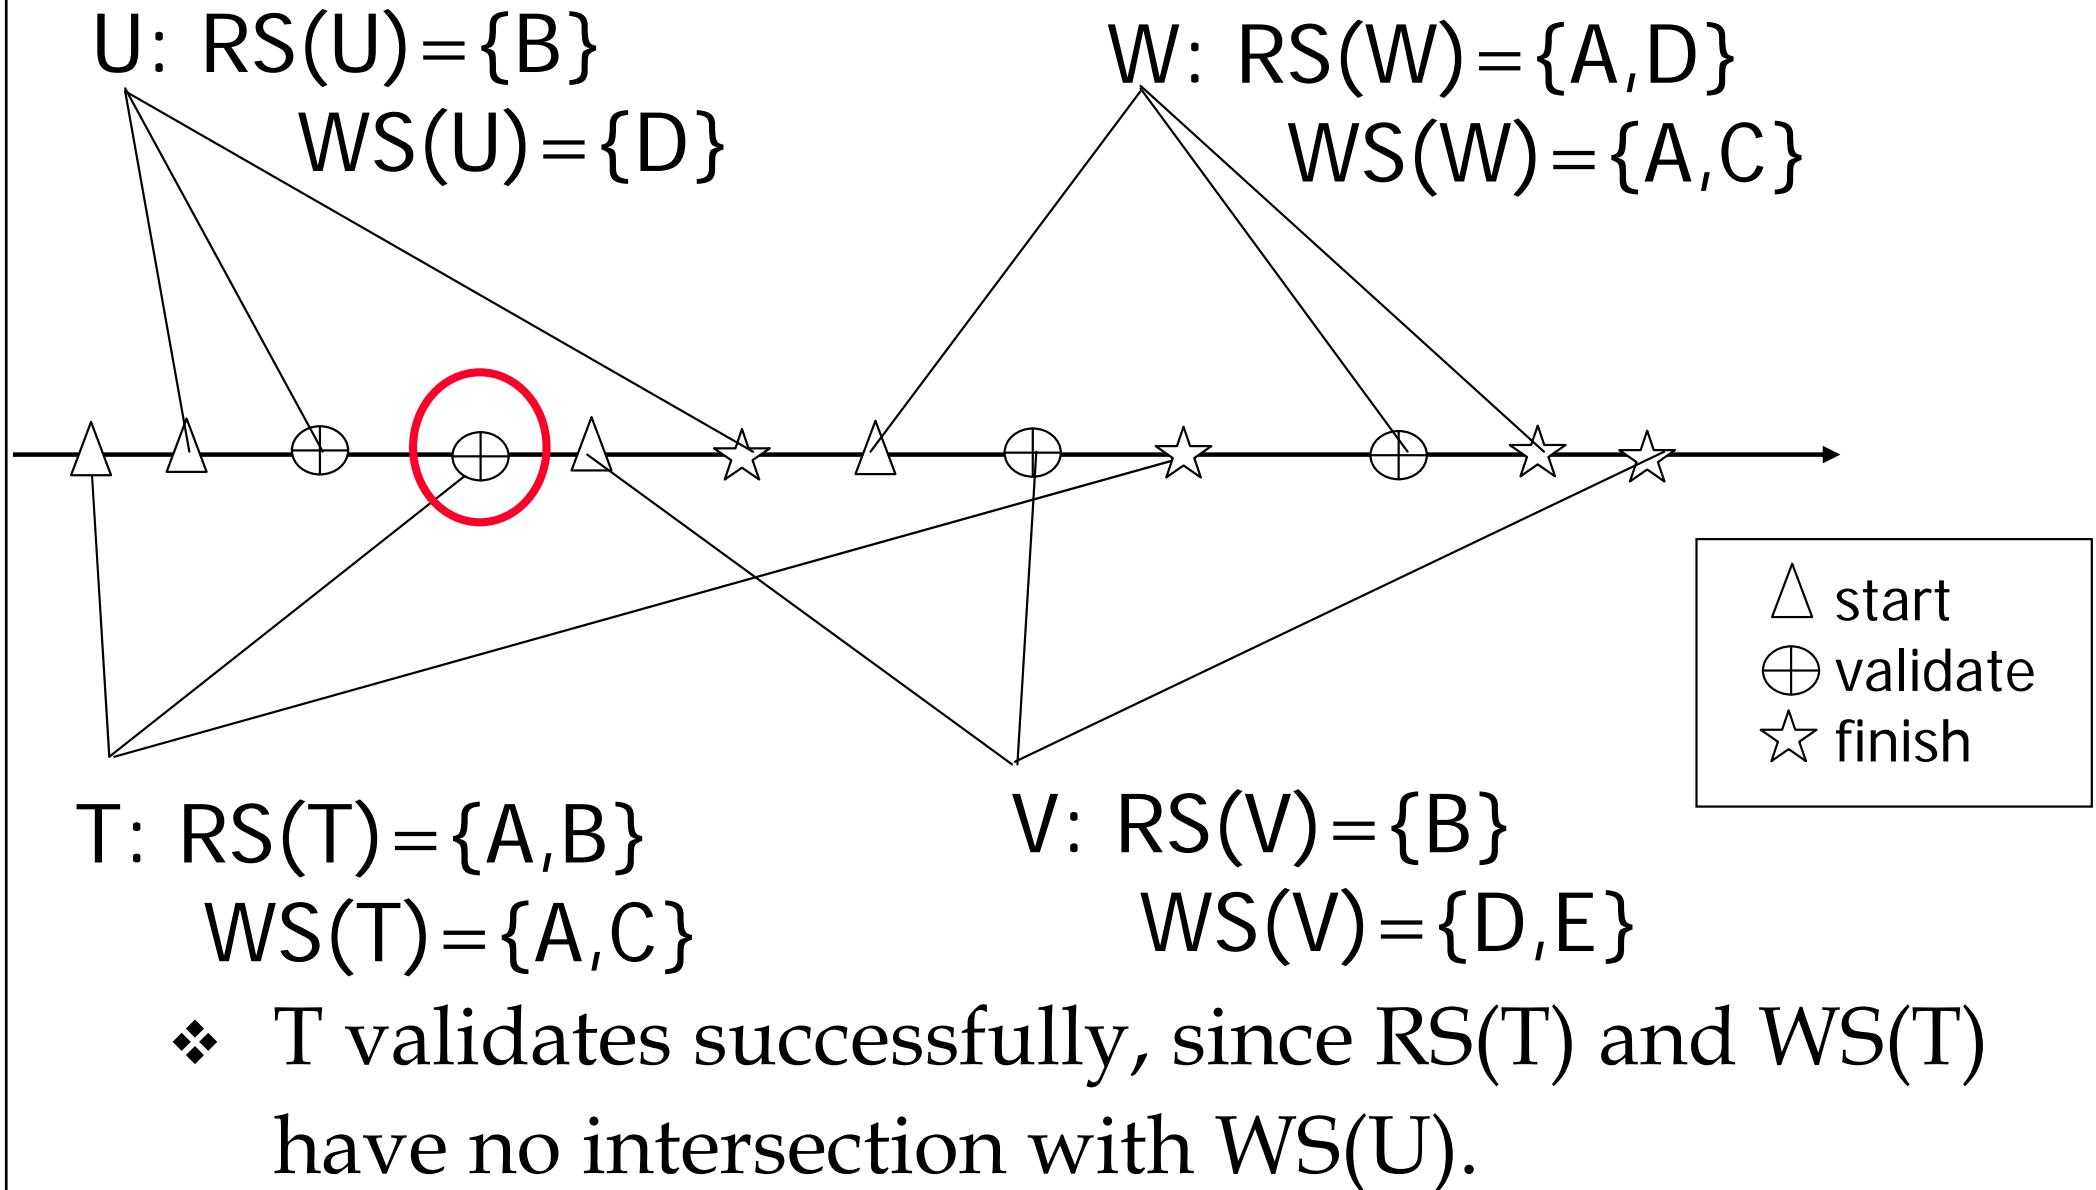 U: RS(U)={B}
WS(U)={D}
W: RS(W)={A,D}
WS(W)={A,C}
start
validate
finish
T: RS(T)={A,B}
WS(T)={A,C}
V: RS(V)={B}
WS(V)={D,E}
❖ T validates successfully, since RS(T) and WS(T)
have no intersection with WS(U).